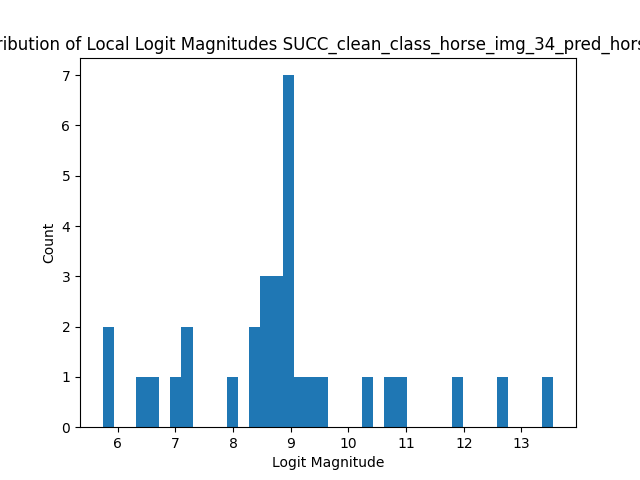 ribution of Local Logit Magnitudes SUCC_clean_class_horse_img_34_pred_hors
7
6
5
4
3
2
1
0
Count
6 7 8 9 10 11 12 13
Logit Magnitude